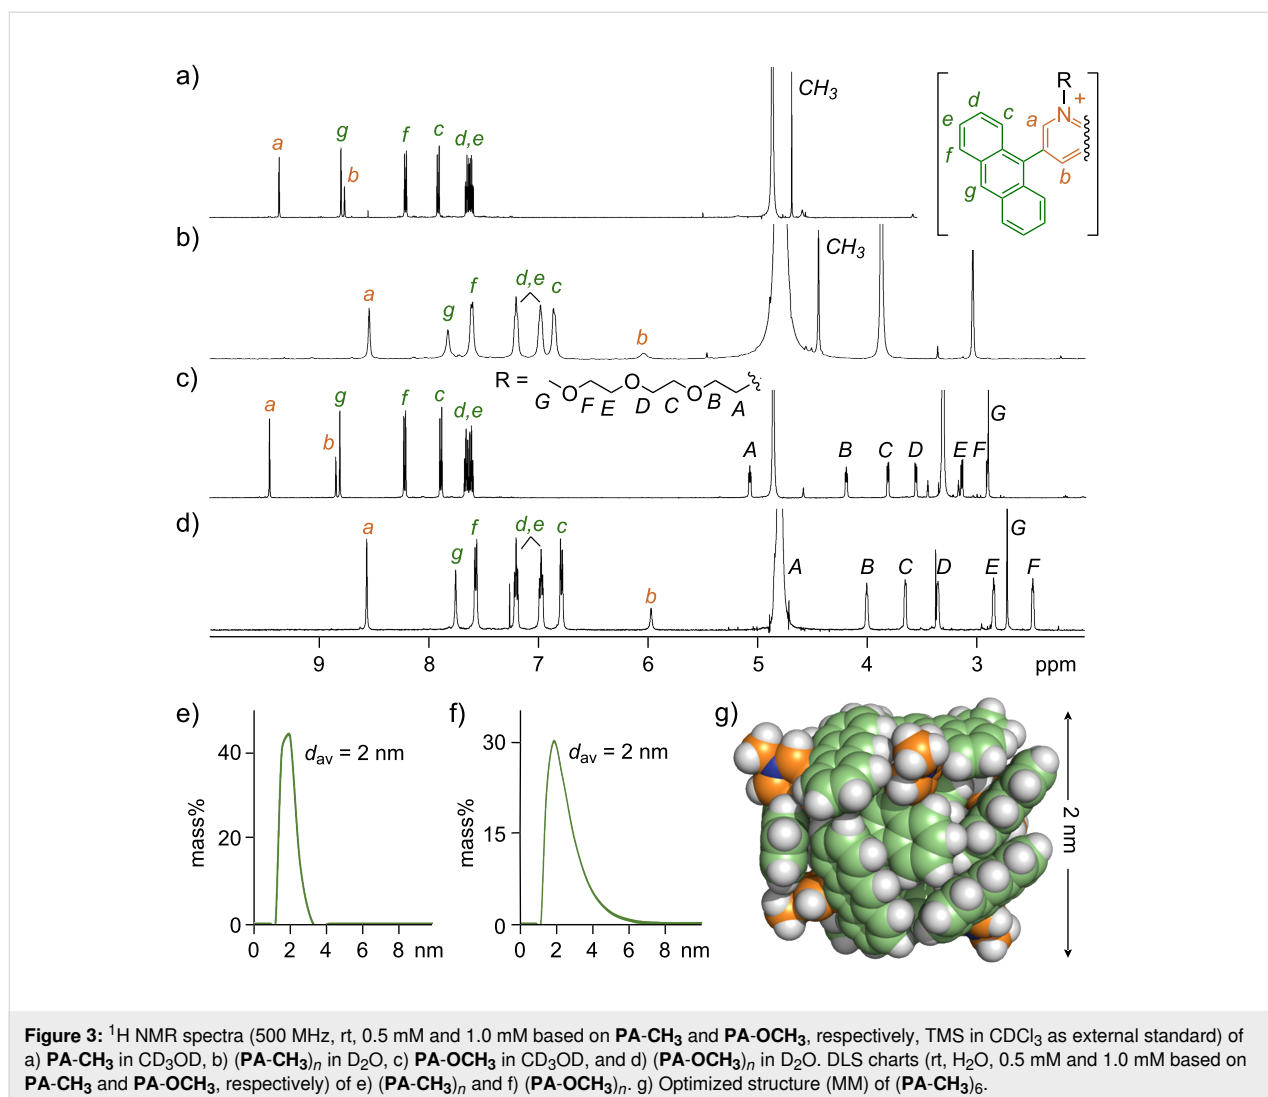 a)
a
g
b
f
c
d,e
CH3
R
N
+
d
c
e
a
f
g
b
b)
a
g
f
d,e
c
b
CH3
R =
G O F E O D C O B A
c)
a
b
g
f
c
d,e
A
B
C
D
E
F
G
d)
a
g
f
d,e
c
b
A
B
C
D
E
G
F
9 8 7 6 5 4 3 ppm
e)
40
20
0
mass%
dav = 2 nm
0 2 4 6 8 nm
f)
30
15
0
mass%
dav = 2 nm
0 2 4 6 8 nm
g)
2 nm
Figure 3: 1H NMR spectra (500 MHz, rt, 0.5 mM and 1.0 mM based on PA-CH3 and PA-OCH3, respectively, TMS in CDCl3 as external standard) of
a) PA-CH3 in CD3OD, b) (PA-CH3)n in D2O, c) PA-OCH3 in CD3OD, and d) (PA-OCH3)n in D2O. DLS charts (rt, H2O, 0.5 mM and 1.0 mM based on
PA-CH3 and PA-OCH3, respectively) of e) (PA-CH3)n and f) (PA-OCH3)n. g) Optimized structure (MM) of (PA-CH3)6.